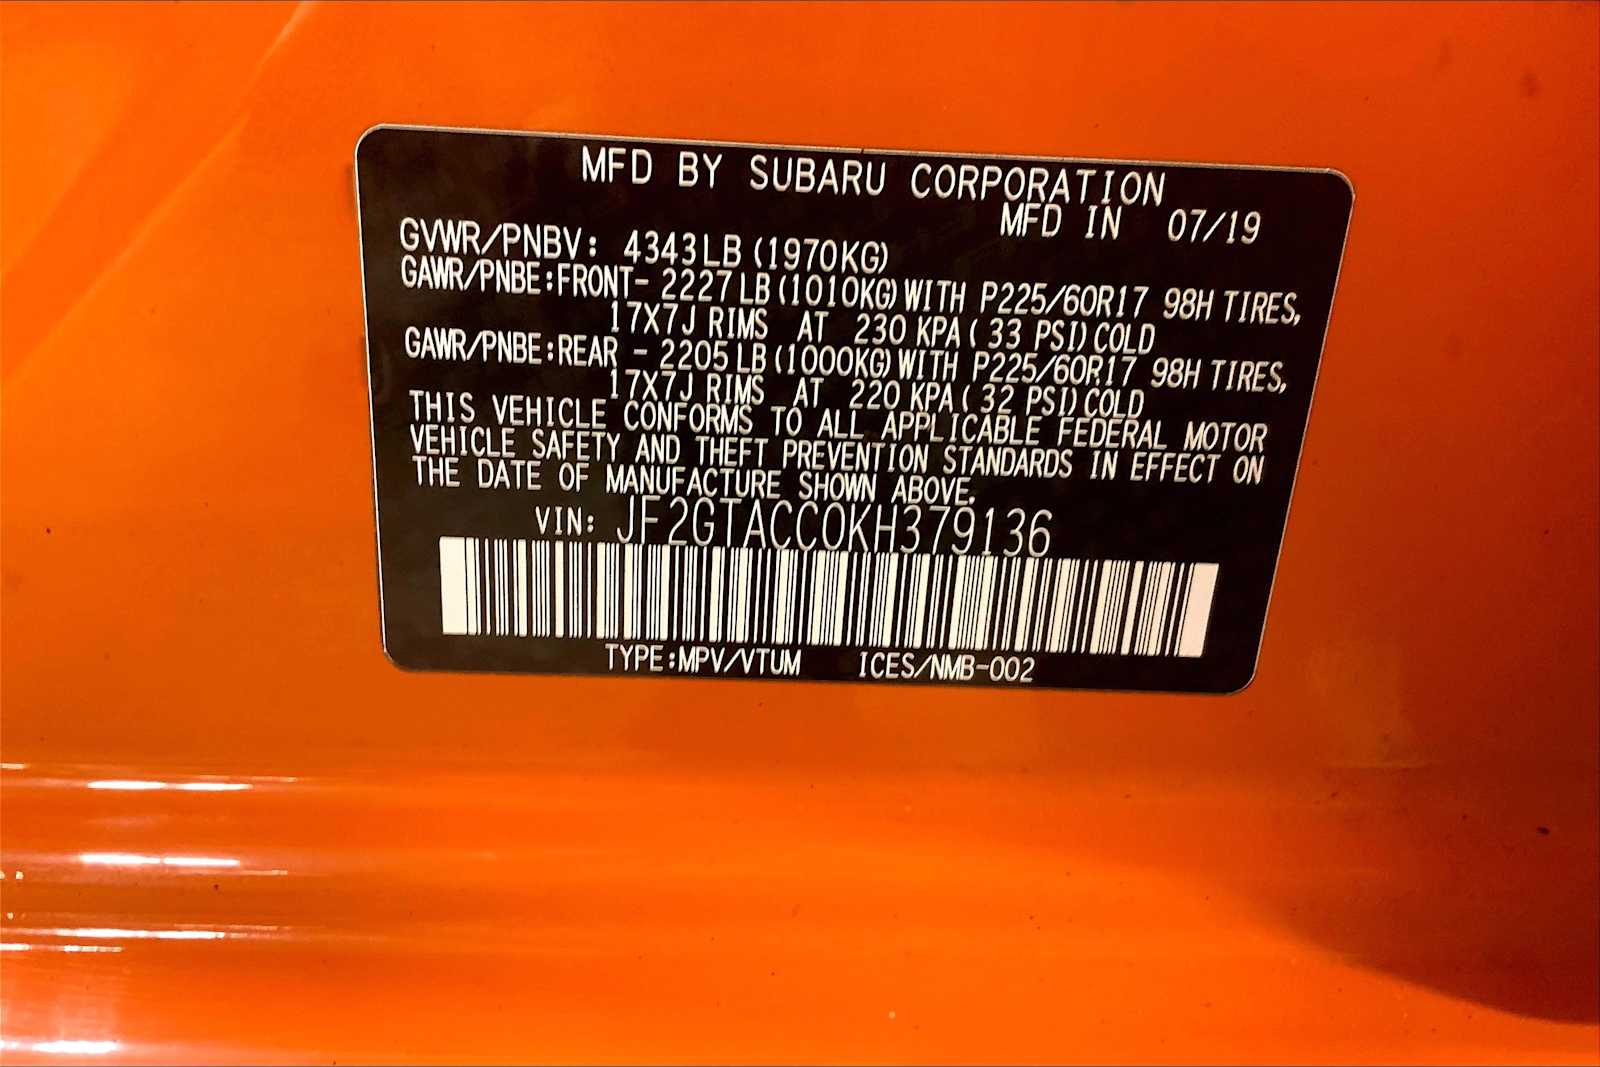 MFD BY SUBARU CORPORATION
MFD IN 07/19
GVWR/PNBV: 4343LB (1970KG)
GAWR/PNBE:FRONT- 2227LB(1010KG)WITH P225/60R17 98H TIRES,
17X7J RIMS AT 230 KPA( 33 PSI)COLD
GAWR/PNBE:REAR - 2205LB(1000KG)WITH P225/60R17 98H TIRES,
17X7J RIMS AT 220 KPA( 32 PSI)COLD
THIS VEHICLE CONFORMS TO ALL APPLICABLE FEDERAL MOTOR
VEHICLE SAFETY AND THEFT PREVENTION STANDARDS IN EFFECT ON
THE DATE OF MANUFACTURE SHOWN ABOVE.
VIN: JF2GTACC0KH379136
TYPE:MPV/VTUM ICES/NMB-002